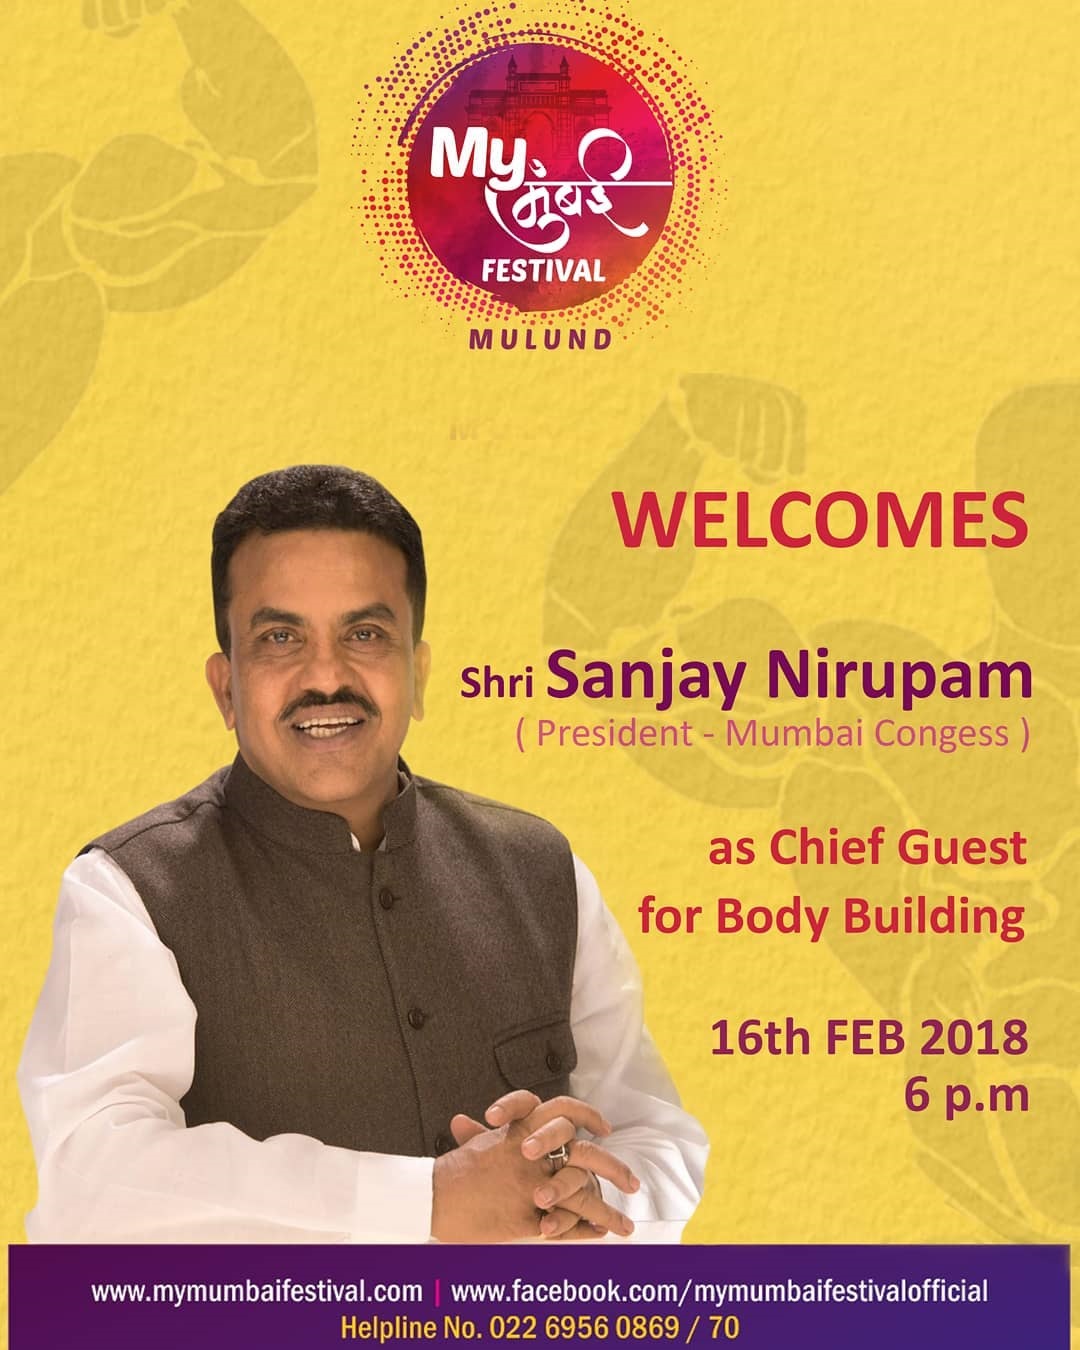 My मुंबई
FESTIVAL
MULUND
WELCOMES
Shri Sanjay Nirupam
( President - Mumbai Congess )
as Chief Guest
for Body Building
16th FEB 2018
6 p.m
www.mymumbaifestival.com | www.facebook.com/mymumbaifestivalofficial
Helpline No. 022 6956 0869 / 70